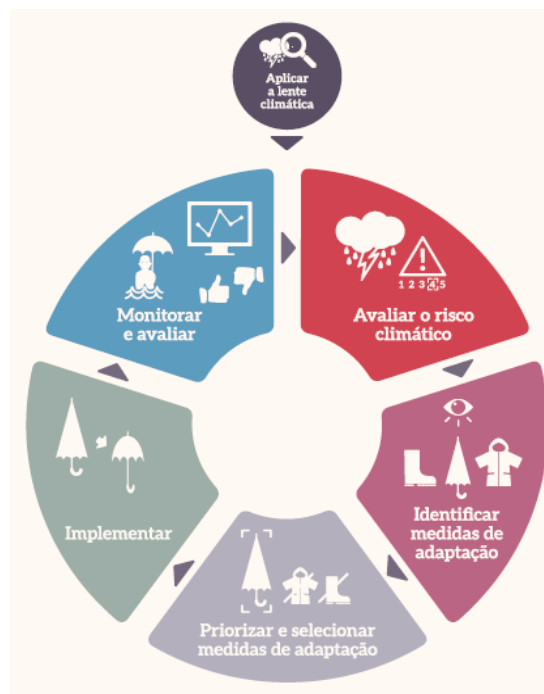 Aplicar
a lente
climática
Avaliar o risco
climático
1 2 3 4 5
Identificar
medidas de
adaptação
Priorizar e selecionar
medidas de adaptação
Implementar
Monitorar
e avaliar